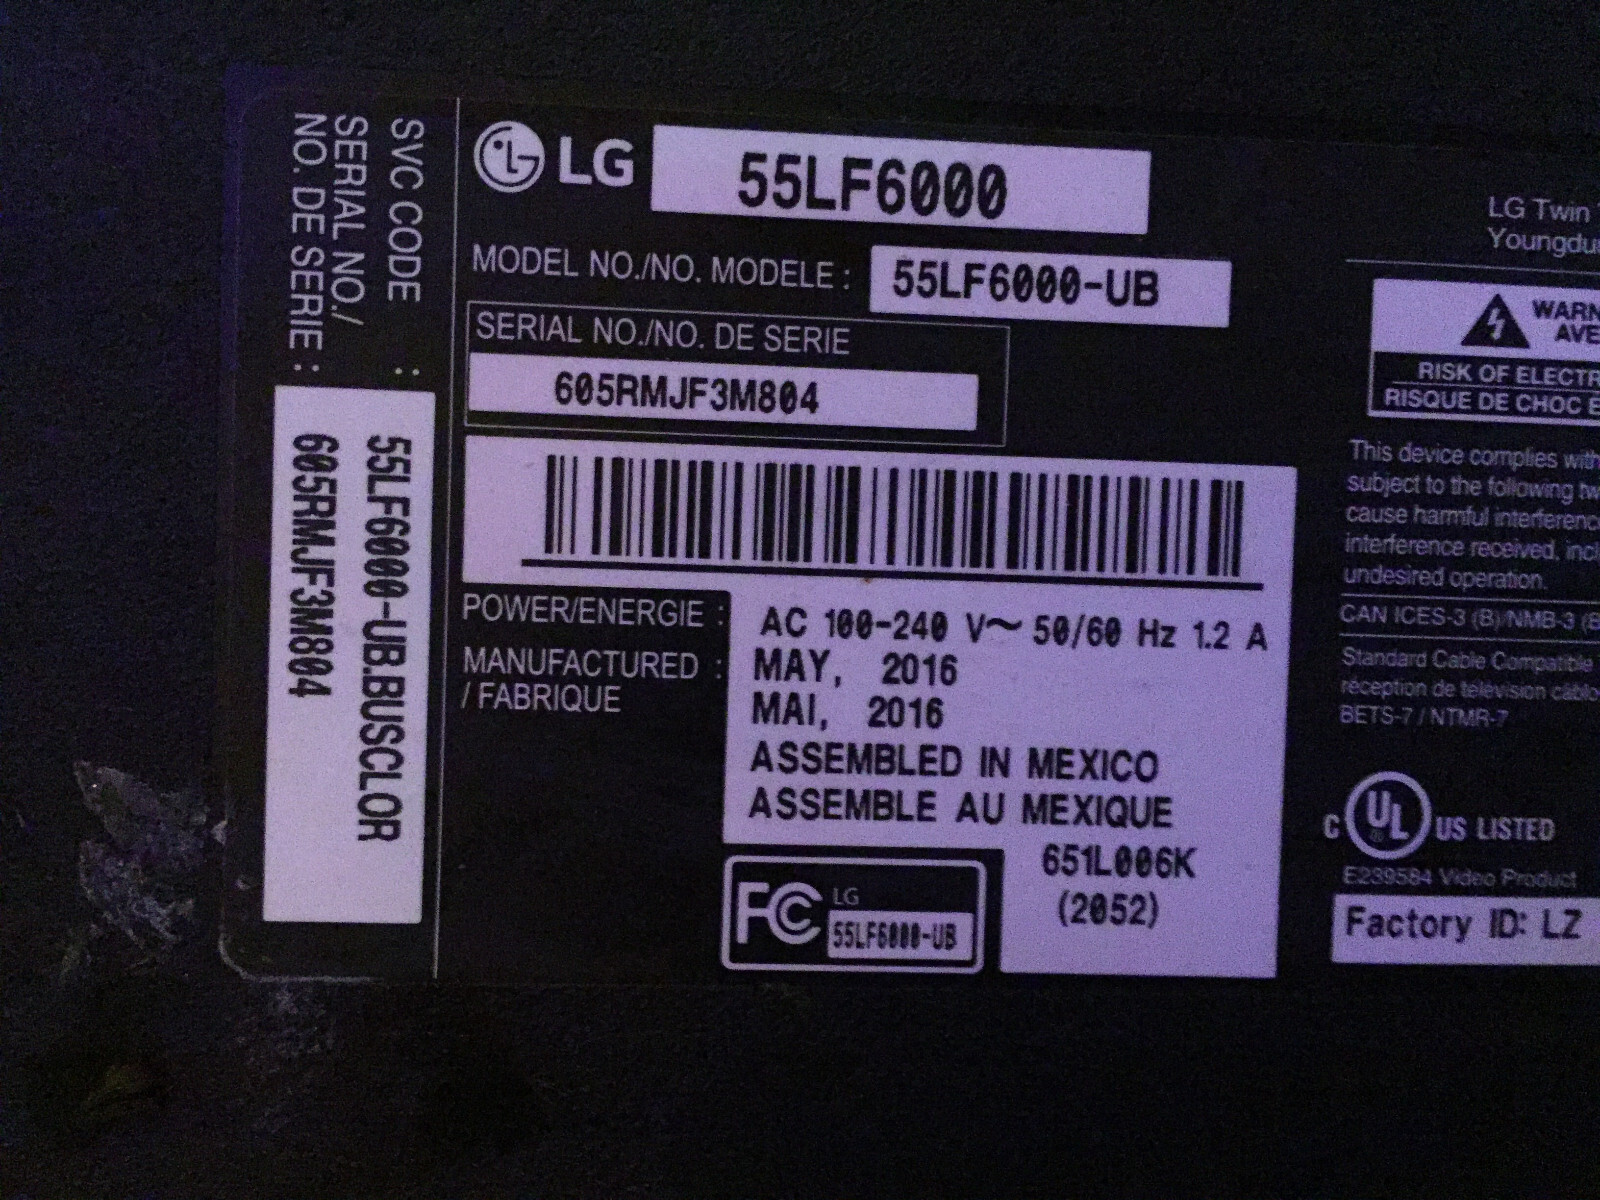 SVC CODE : 55LF6000-UB.BUSCLOR
SERIAL NO./
NO. DE SERIE : 605RMJF3M804
LG 55LF6000
MODEL NO./NO. MODELE : 55LF6000-UB
SERIAL NO./NO. DE SERIE
605RMJF3M804
POWER/ENERGIE : AC 100-240 V~ 50/60 Hz 1.2 A
MANUFACTURED : MAY, 2016
/ FABRIQUE MAI, 2016
ASSEMBLED IN MEXICO
ASSEMBLE AU MEXIQUE
651L006K
(2052)
FC LG
55LF6000-UB
LG Twin
Youngdu
WARN
AVE
RISK OF ELECTR
RISQUE DE CHOC E
This device complies with
subject to the following tw
cause harmful interferenc
interference received, incl
undesired operation.
CAN ICES-3 (B)/NMB-3 (B
Standard Cable Compatible
réception de télévision câblo
BETS-7 / NTMR-7
C UL US LISTED
E239584 Video Product
Factory ID: LZ